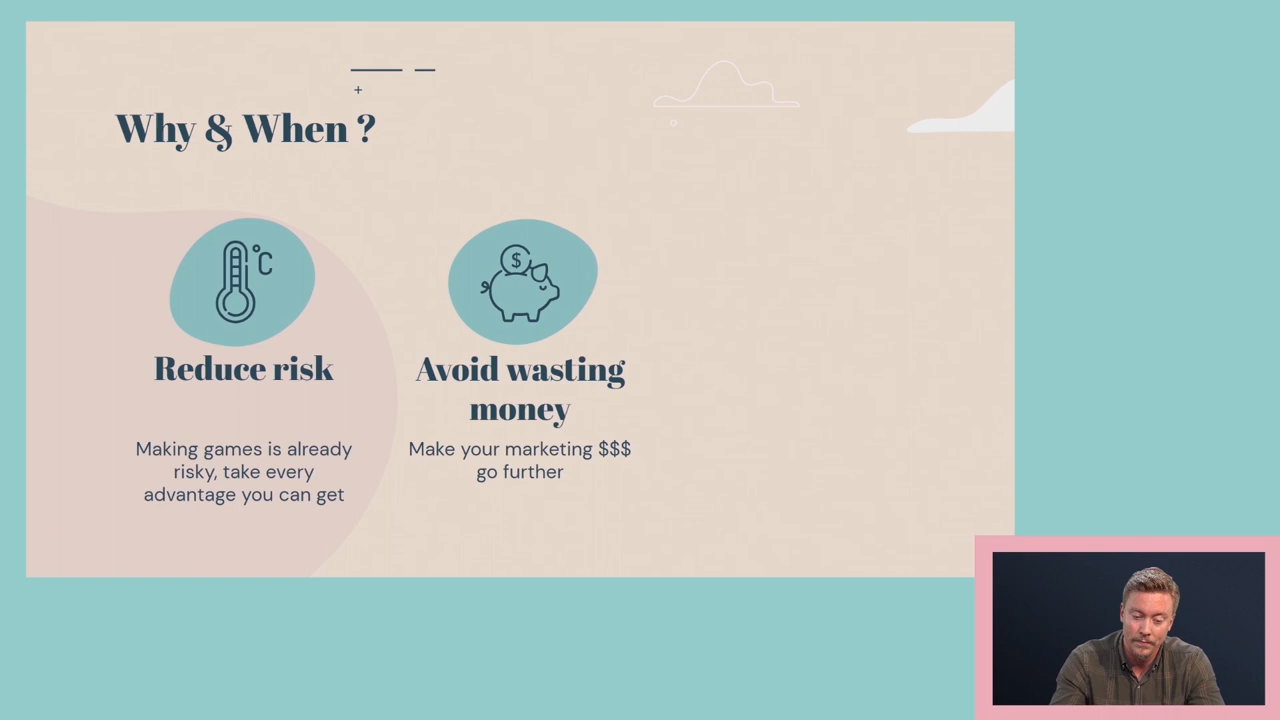 Why & When ?
°C
$
Reduce risk
Making games is already
risky, take every
advantage you can get
Avoid wasting
money
Make your marketing $$$
go further